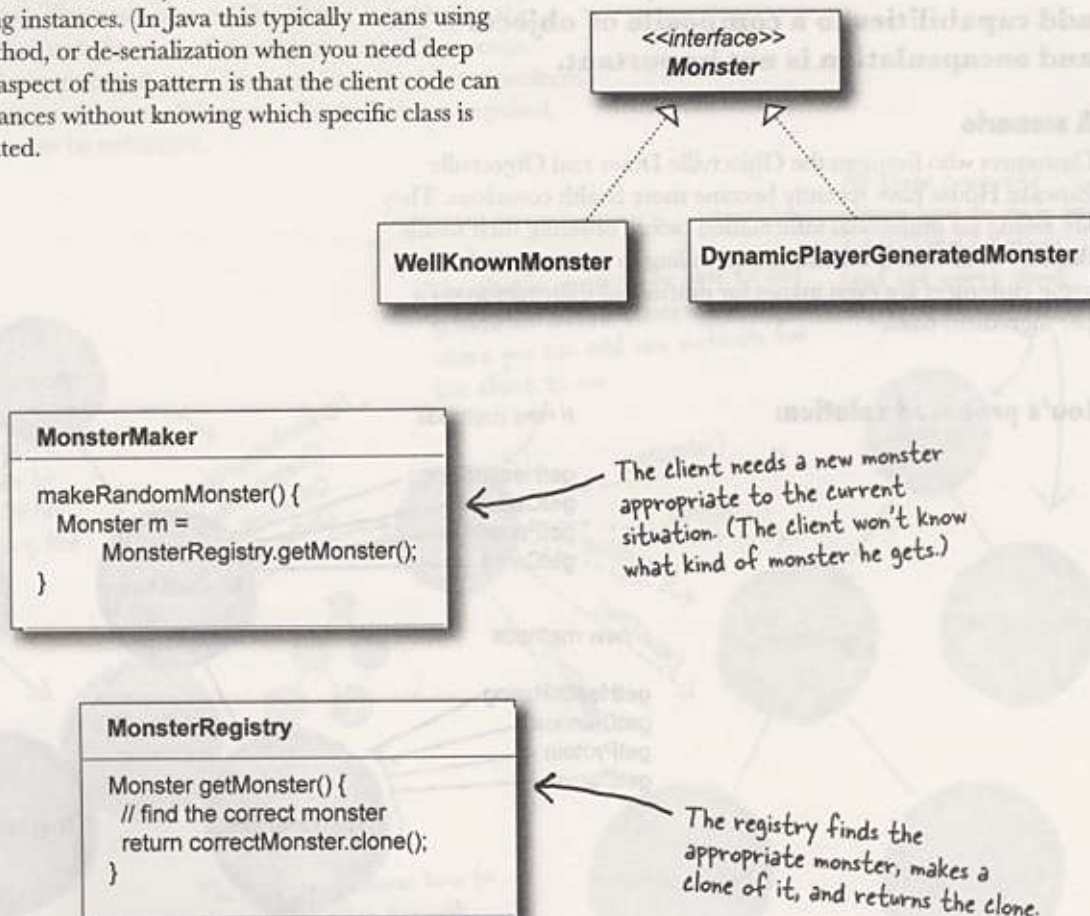 ng instances. (In Java this typically means using
hod, or de-serialization when you need deep
aspect of this pattern is that the client code can
ances without knowing which specific class is
ted.
<<interface>>
Monster
WellKnownMonster
DynamicPlayerGeneratedMonster
MonsterMaker
makeRandomMonster() {
Monster m =
MonsterRegistry.getMonster();
}
The client needs a new monster
appropriate to the current
situation. (The client won't know
what kind of monster he gets.)
MonsterRegistry
Monster getMonster() {
// find the correct monster
return correctMonster.clone();
}
The registry finds the
appropriate monster, makes a
clone of it, and returns the clone.